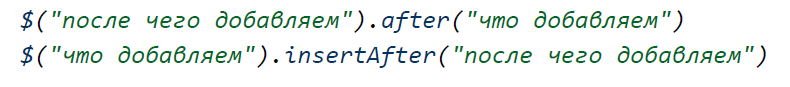 $("после чего добавляем").after("что добавляем")
$("что добавляем").insertAfter("после чего добавляем")